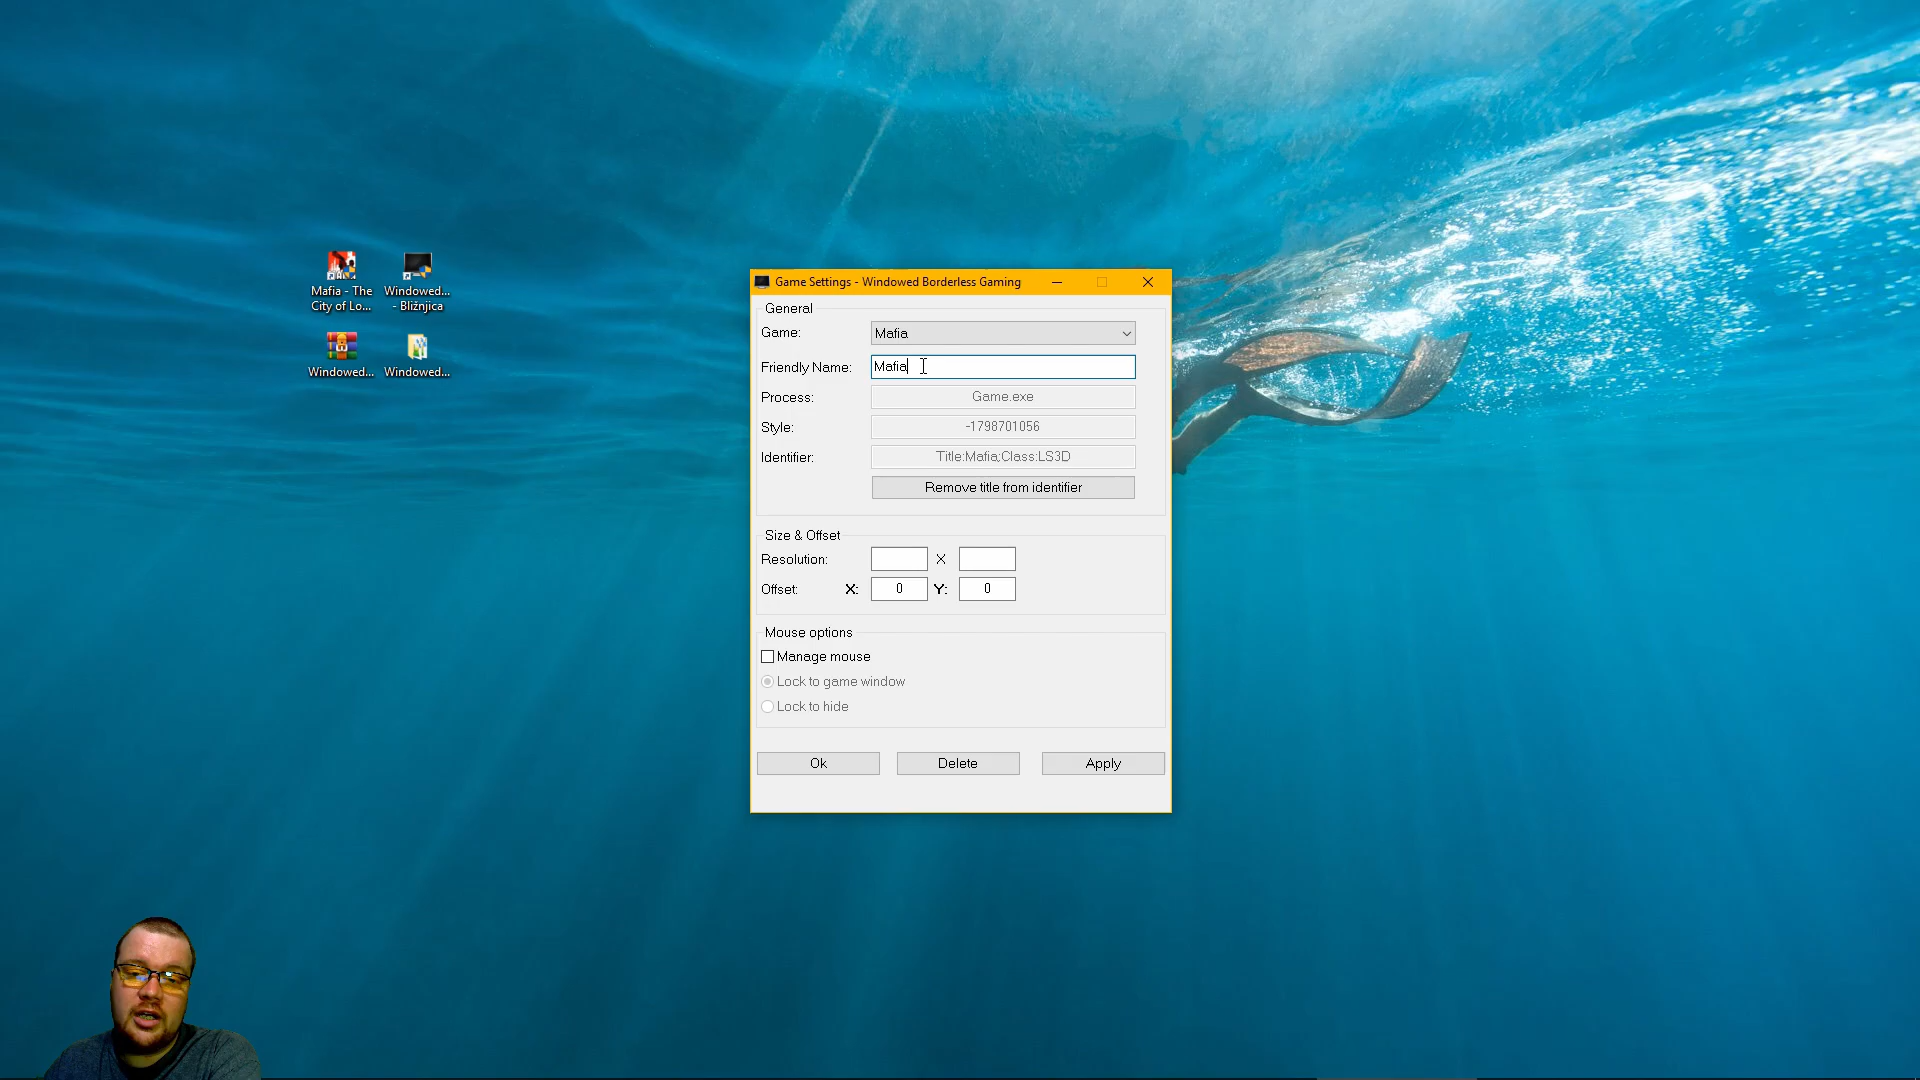 Mafia - The
City of Lo...
Windowed...
- Bližnjica
Windowed...
Windowed...
Game Settings - Windowed Borderless Gaming
General
Game: Mafia
Friendly Name: Mafia
Process: Game.exe
Style: -1798701056
Identifier: Title:Mafia;Class:LS3D
Remove title from identifier
Size & Offset
Resolution: X
Offset: X: 0 Y: 0
Mouse options
Manage mouse
Lock to game window
Lock to hide
Ok Delete Apply